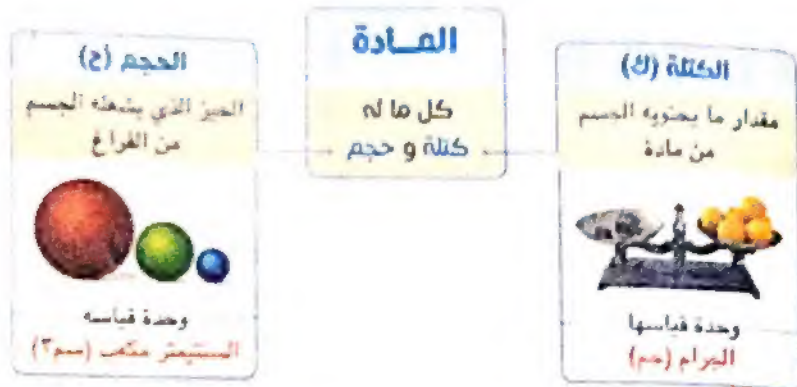 المـادة
كل ما له
كتلة و حجم
الكتلة (ك)
مقدار ما يحتويه الجسم
من مادة
وحدة قياسها
الجرام (جم)
الحجم (ح)
الحيز الذي يشغله الجسم
من الفراغ
وحدة قياسه
السنتيمتر مكعب (سم٣)